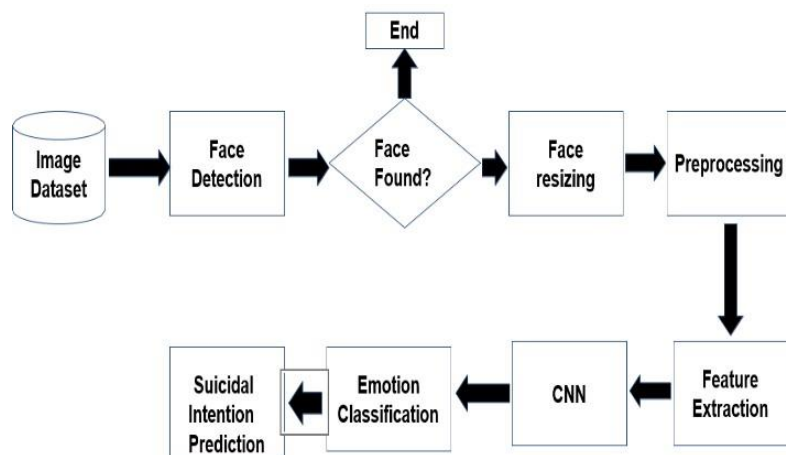 End
Image
Dataset
Face
Detection
Face
Found?
Face
resizing
Preprocessing
Feature
Extraction
CNN
Emotion
Classification
Suicidal
Intention
Prediction